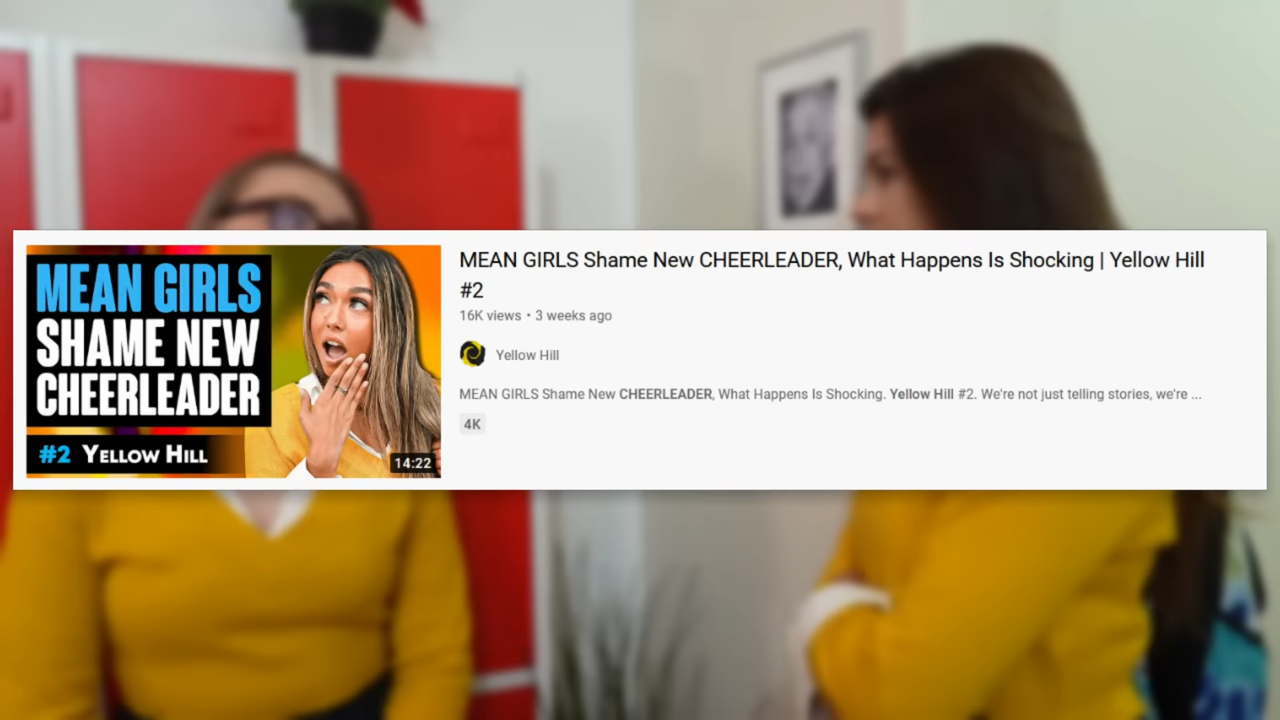 MEAN GIRLS
SHAME NEW
CHEERLEADER
#2 YELLOW HILL
14:22
MEAN GIRLS Shame New CHEERLEADER, What Happens Is Shocking | Yellow Hill
#2
16K views • 3 weeks ago
Yellow Hill
MEAN GIRLS Shame New CHEERLEADER, What Happens Is Shocking. Yellow Hill #2. We're not just telling stories, we're ...
4K